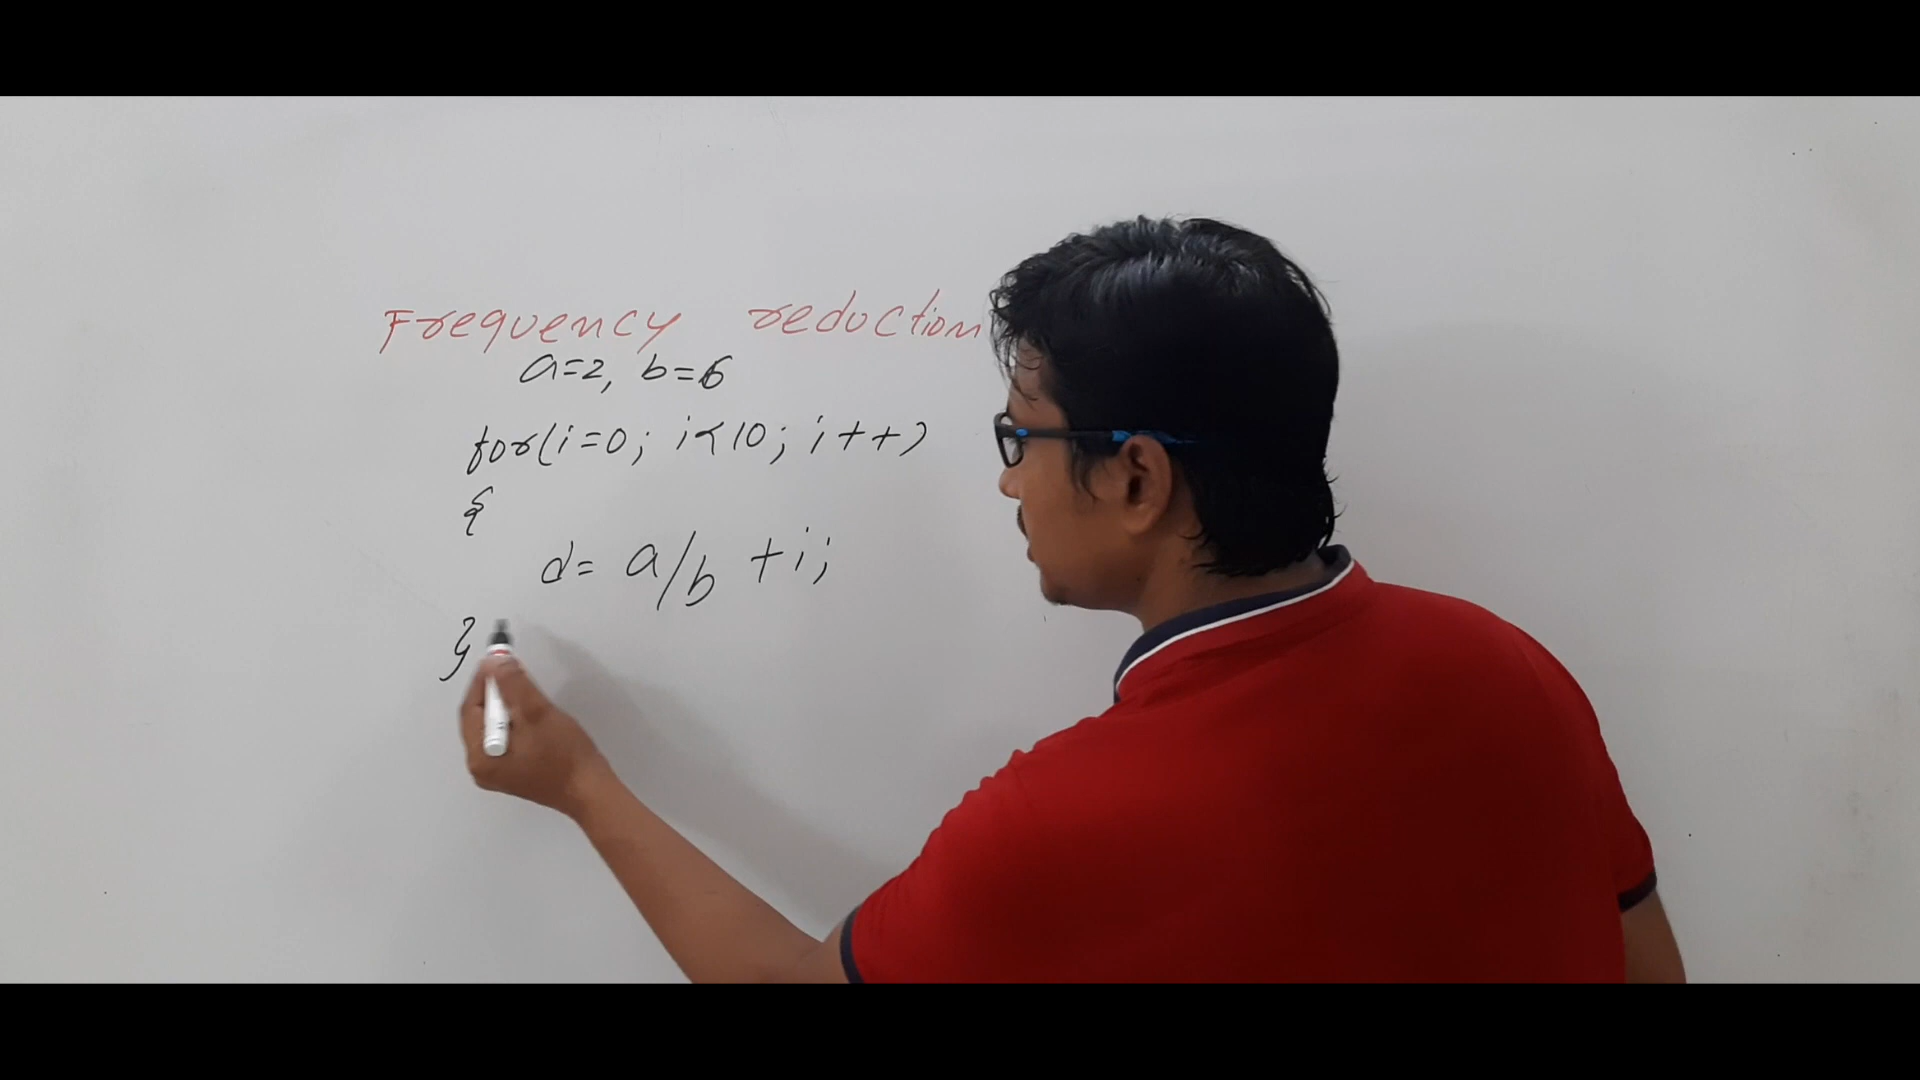 Frequency reduction
a=2, b=6
for(i=0; i<10; i++)
{
d= a/b +i;
}